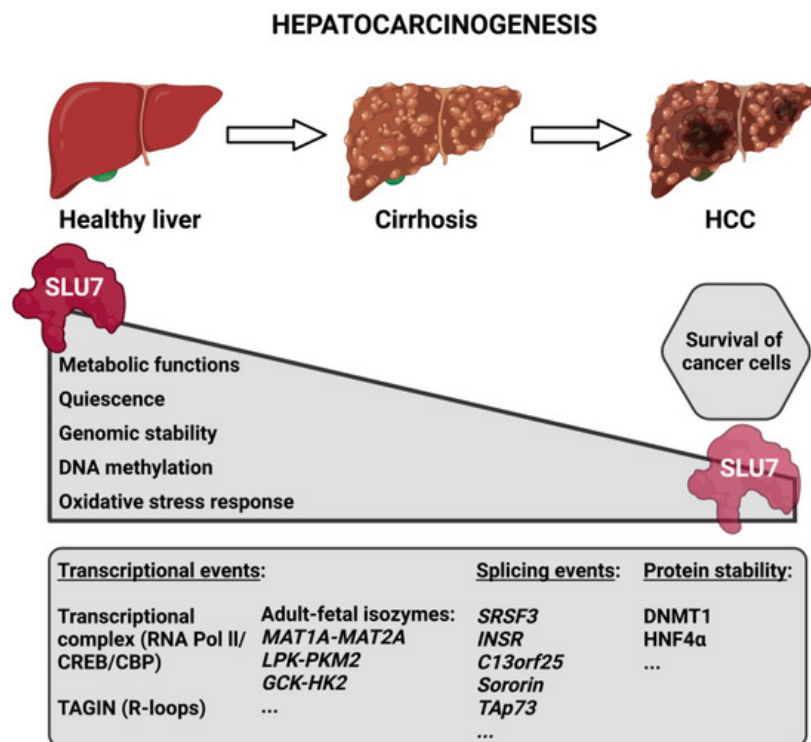 HEPATOCARCINOGENESIS
Healthy liver
Cirrhosis
HCC
SLU7
Metabolic functions
Quiescence
Genomic stability
DNA methylation
Oxidative stress response
Survival of
cancer cells
SLU7
Transcriptional events:
Transcriptional
complex (RNA Pol II/
CREB/CBP)
TAGIN (R-loops)
Adult-fetal isozymes:
MAT1A-MAT2A
LPK-PKM2
GCK-HK2
...
Splicing events:
SRSF3
INSR
C13orf25
Sororin
TAp73
...
Protein stability:
DNMT1
HNF4α
...